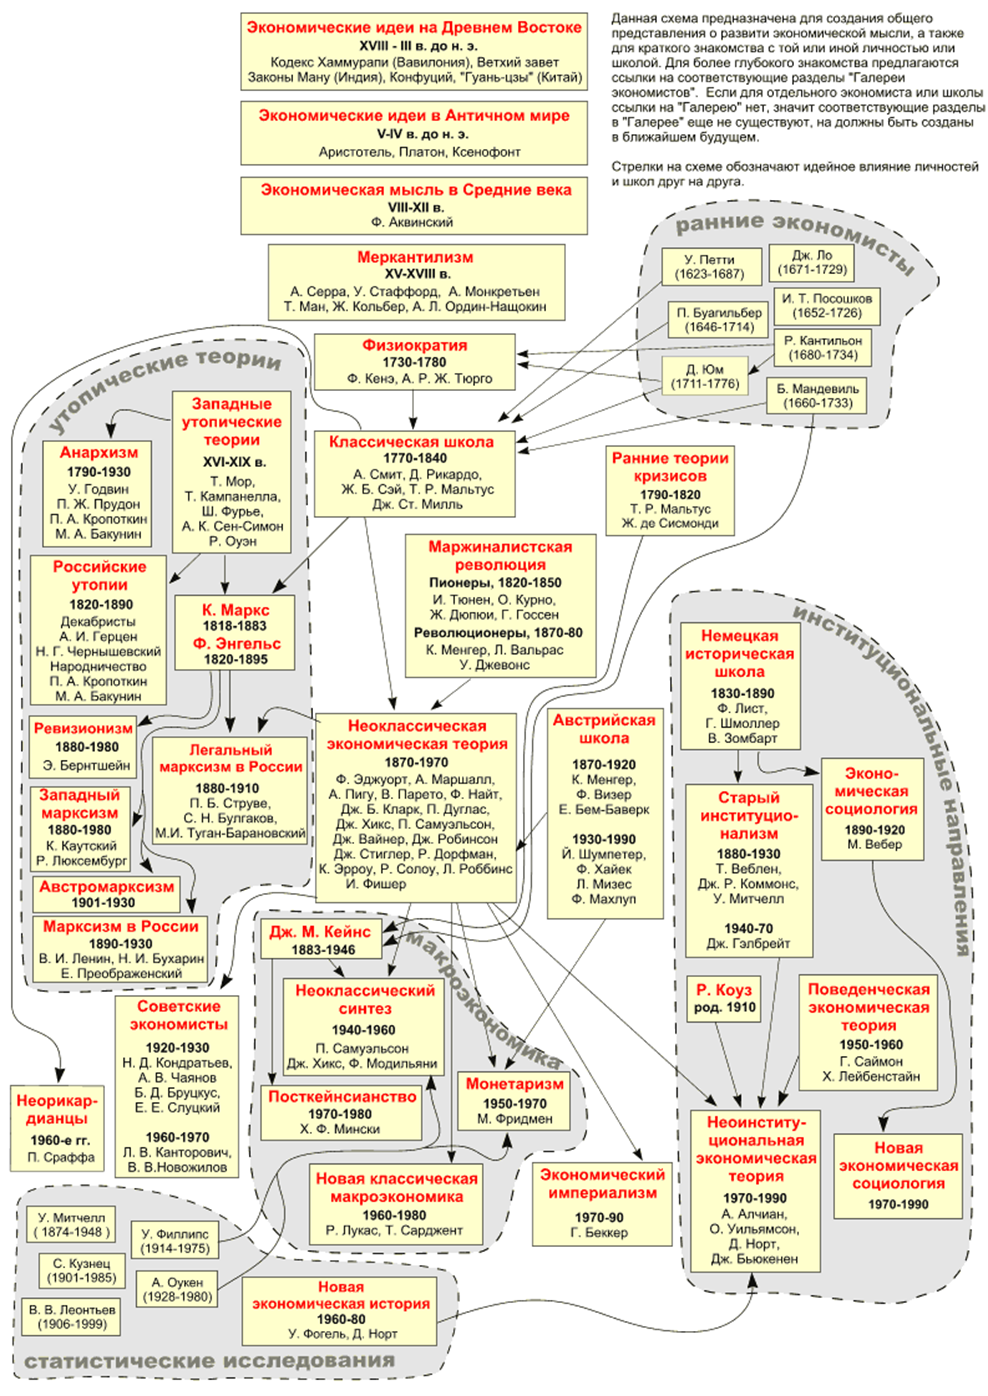 Экономические идеи на Древнем Востоке
XVIII - III в. до н. э.
Кодекс Хаммурапи (Вавилония), Ветхий завет
Законы Ману (Индия), Конфуций, "Гуань-цзы" (Китай)
Данная схема предназначена для создания общего
представления о развити экономической мысли, а также
для краткого знакомства с той или иной личностью или
школой. Для более глубокого знакомства предлагаются
ссылки на соответствующие разделы "Галереи
экономистов". Если для отдельного экономиста или школы
ссылки на "Галерею" нет, значит соответствующие разделы
в "Галерее" еще не существуют, на должны быть созданы
в ближайшем будущем.
Стрелки на схеме обозначают идейное влияние личностей
и школ друг на друга.
Экономические идеи в Античном мире
V-IV в. до н. э.
Аристотель, Платон, Ксенофонт
Экономическая мысль в Средние века
VIII-XII в.
Ф. Аквинский
Меркантилизм
XV-XVIII в.
А. Серра, У. Стаффорд, А. Монкретьен
Т. Ман, Ж. Кольбер, А. Л. Ордин-Нащокин
ранние экономисты
У. Петти
(1623-1687)
Дж. Ло
(1671-1729)
П. Буагильбер
(1646-1714)
И. Т. Посошков
(1652-1726)
Р. Кантильон
(1680-1734)
Д. Юм
(1711-1776)
Б. Мандевиль
(1660-1733)
Физиократия
1730-1780
Ф. Кенэ, А. Р. Ж. Тюрго
Классическая школа
1770-1840
А. Смит, Д. Рикардо,
Ж. Б. Сэй, Т. Р. Мальтус
Дж. Ст. Милль
Ранние теории
кризисов
1790-1820
Т. Р. Мальтус
Ж. де Сисмонди
утопические теории
Западные
утопические
теории
XVI-XIX в.
Т. Мор,
Т. Кампанелла,
Ш. Фурье,
А. К. Сен-Симон
Р. Оуэн
Анархизм
1790-1930
У. Годвин
П. Ж. Прудон
П. А. Кропоткин
М. А. Бакунин
Российские
утопии
1820-1890
Декабристы
А. И. Герцен
Н. Г. Чернышевский
Народничество
П. А. Кропоткин
М. А. Бакунин
К. Маркс
1818-1883
Ф. Энгельс
1820-1895
Ревизионизм
1880-1980
Э. Бернтшейн
Легальный
марксизм в России
1880-1910
П. Б. Струве,
С. Н. Булгаков,
М.И. Туган-Барановский
Западный
марксизм
1880-1980
К. Каутский
Р. Люксембург
Австромарксизм
1901-1930
Марксизм в России
1890-1930
В. И. Ленин, Н. И. Бухарин
Е. Преображенский
Маржиналистская
революция
Пионеры, 1820-1850
И. Тюнен, О. Курно,
Ж. Дюпюи, Г. Госсен
Революционеры, 1870-80
К. Менгер, Л. Вальрас
У. Джевонс
Неоклассическая
экономическая теория
1870-1970
Ф. Эджуорт, А. Маршалл,
А. Пигу, В. Парето, Ф. Найт,
Дж. Б. Кларк, П. Дуглас,
Дж. Хикс, П. Самуэльсон,
Дж. Вайнер, Дж. Робинсон
Дж. Стиглер, Р. Дорфман,
К. Эрроу, Р. Солоу, Л. Роббинс
И. Фишер
Австрийская
школа
1870-1920
К. Менгер,
Ф. Визер
Е. Бем-Баверк
1930-1990
Й. Шумпетер,
Ф. Хайек
Л. Мизес
Ф. Махлуп
институциональные направления
Немецкая
историческая
школа
1830-1890
Ф. Лист,
Г. Шмоллер
В. Зомбарт
Старый
институцио-
нализм
1880-1930
Т. Веблен,
Дж. Р. Коммонс,
У. Митчелл
1940-70
Дж. Гэлбрейт
Эконо-
мическая
социология
1890-1920
М. Вебер
Р. Коуз
род. 1910
Поведенческая
экономическая
теория
1950-1960
Г. Саймон
Х. Лейбенстайн
Неоинститу-
циональная
экономическая
теория
1970-1990
А. Алчиан,
О. Уильямсон,
Д. Норт,
Дж. Бьюкенен
Новая
экономическая
социология
1970-1990
макроэкономика
Дж. М. Кейнс
1883-1946
Неоклассический
синтез
1940-1960
П. Самуэльсон
Дж. Хикс, Ф. Модильяни
Посткейнсианство
1970-1980
Х. Ф. Мински
Монетаризм
1950-1970
М. Фридмен
Новая классическая
макроэкономика
1960-1980
Р. Лукас, Т. Сарджент
Экономический
империализм
1970-90
Г. Беккер
Советские
экономисты
1920-1930
Н. Д. Кондратьев,
А. В. Чаянов
Б. Д. Бруцкус,
Е. Е. Слуцкий
1960-1970
Л. В. Канторович,
В. В.Новожилов
Неорикар-
дианцы
1960-е гг.
П. Сраффа
У. Митчелл
( 1874-1948 )
У. Филлипс
(1914-1975)
С. Кузнец
(1901-1985)
А. Оукен
(1928-1980)
В. В. Леонтьев
(1906-1999)
Новая
экономическая история
1960-80
У. Фогель, Д. Норт
статистические исследования